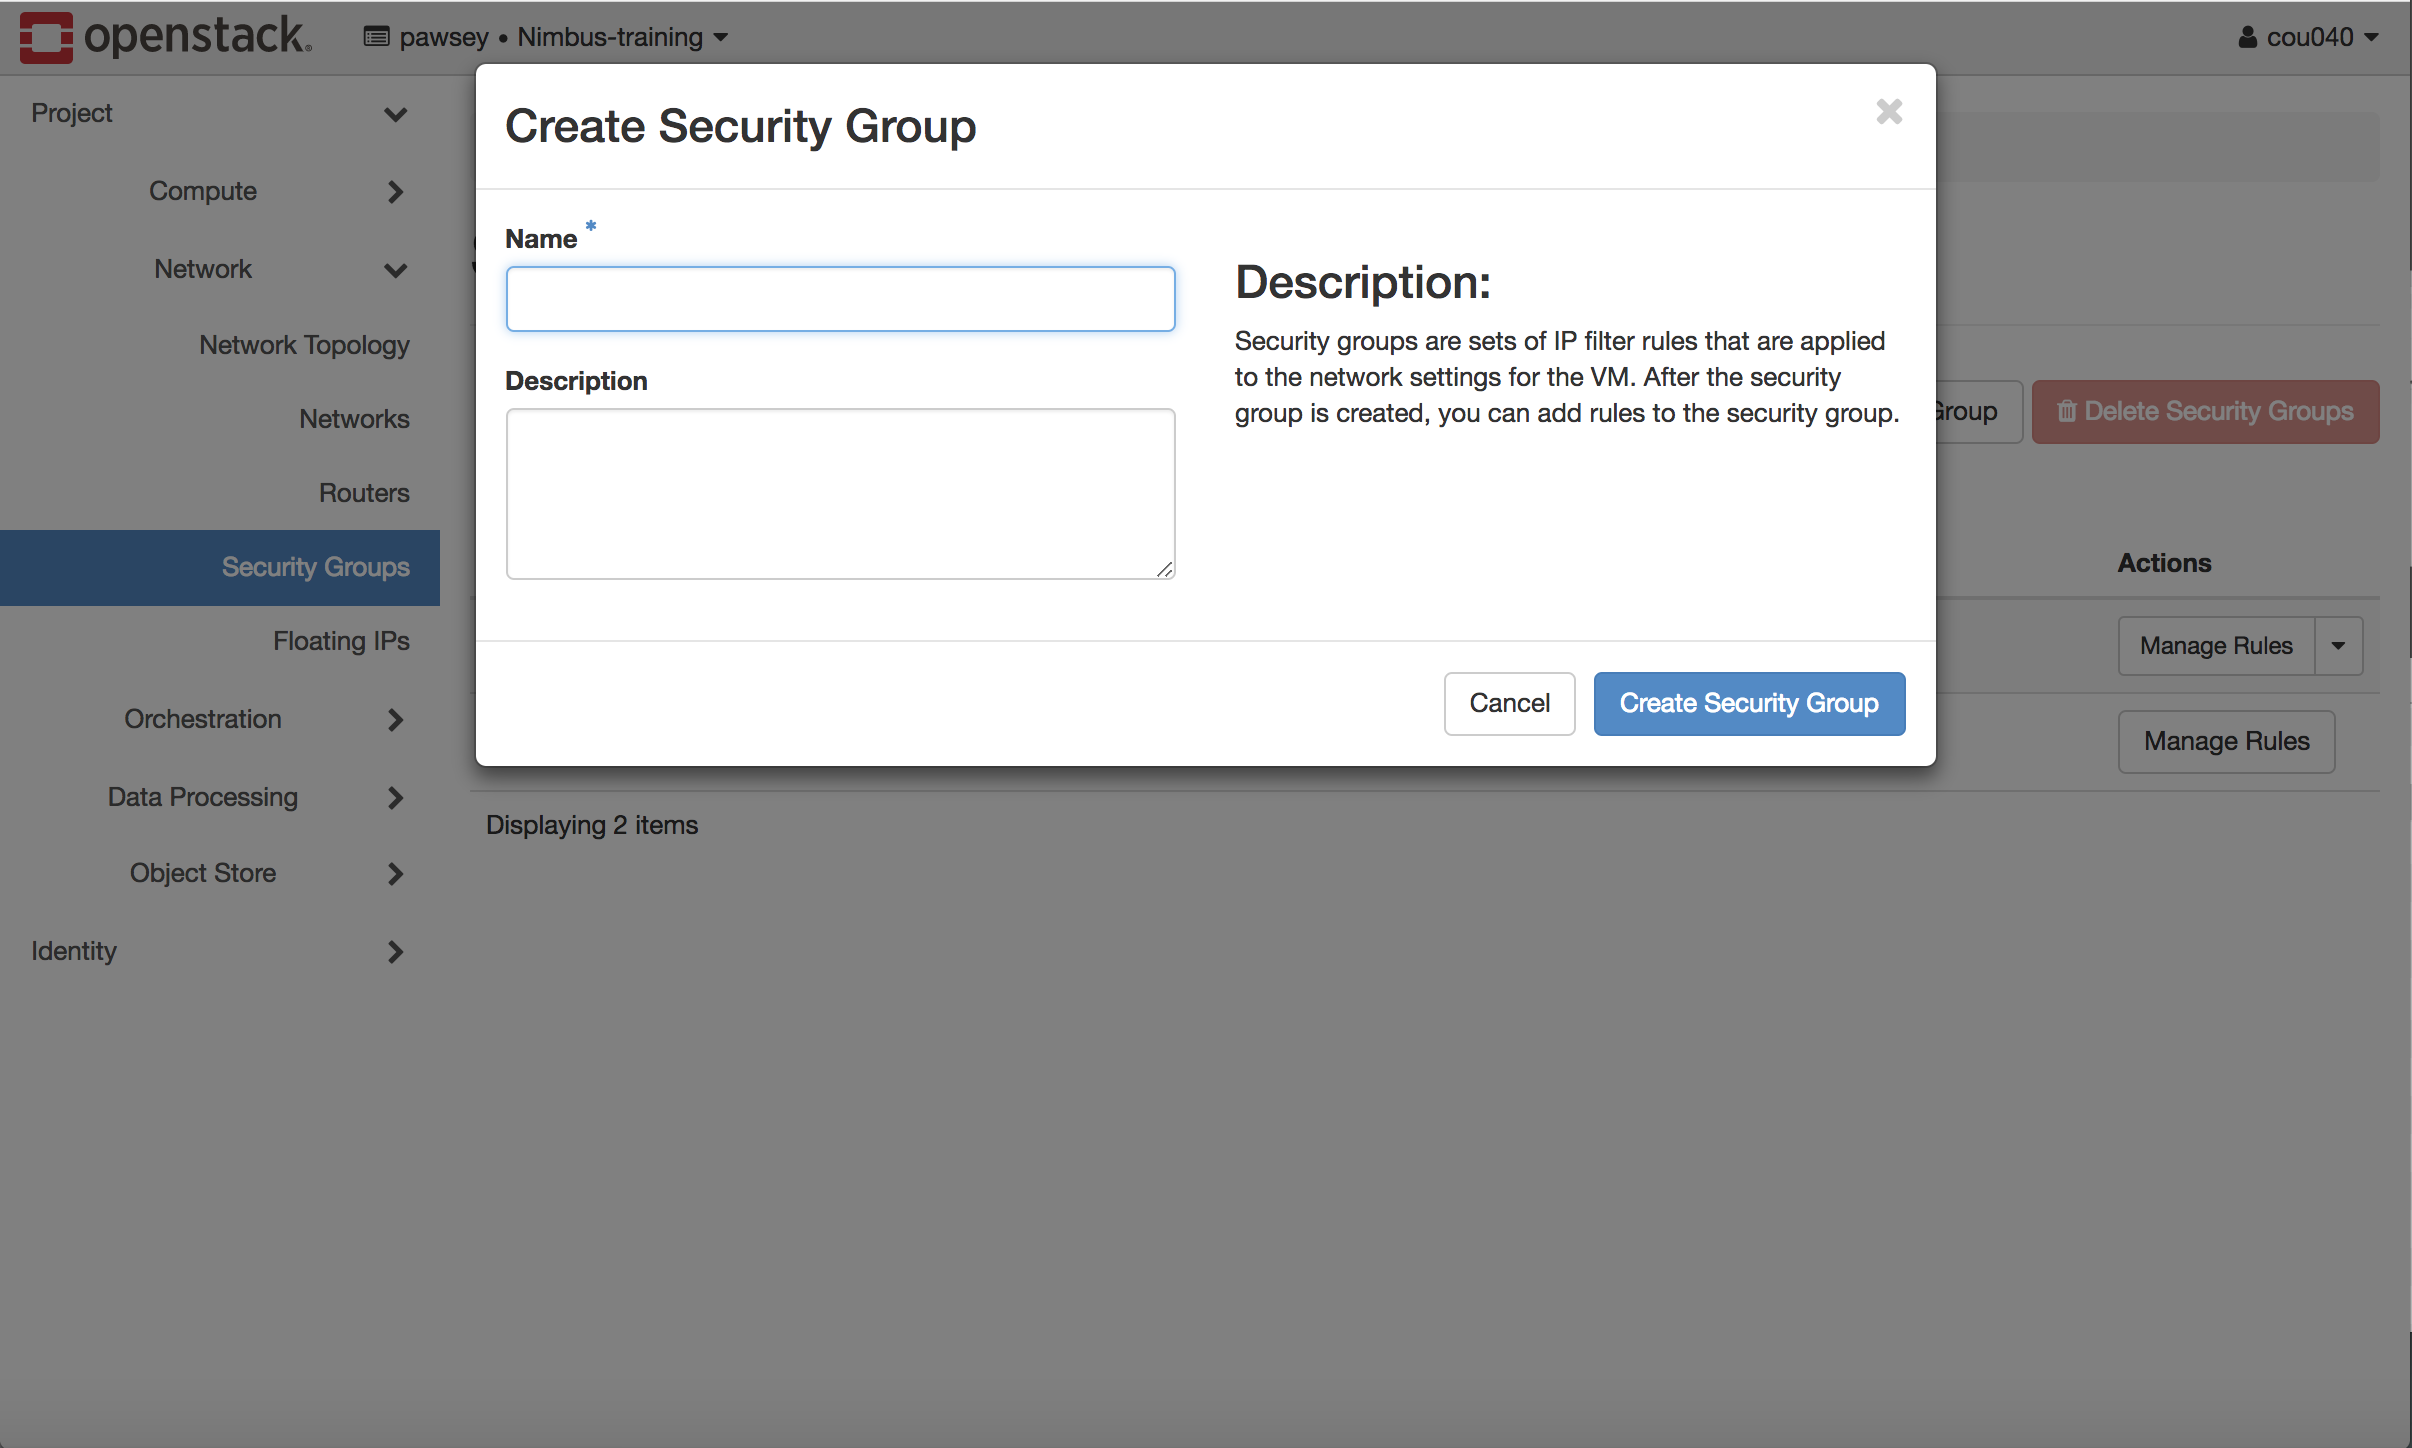 openstack.
pawsey • Nimbus-training
cou040
Project
Compute
Network
Network Topology
Networks
Routers
Security Groups
Floating IPs
Orchestration
Data Processing
Object Store
Identity
Create Security Group
Name *
Description
Description:
Security groups are sets of IP filter rules that are applied
to the network settings for the VM. After the security
group is created, you can add rules to the security group.
Cancel
Create Security Group
Group
Delete Security Groups
Actions
Manage Rules
Manage Rules
Displaying 2 items